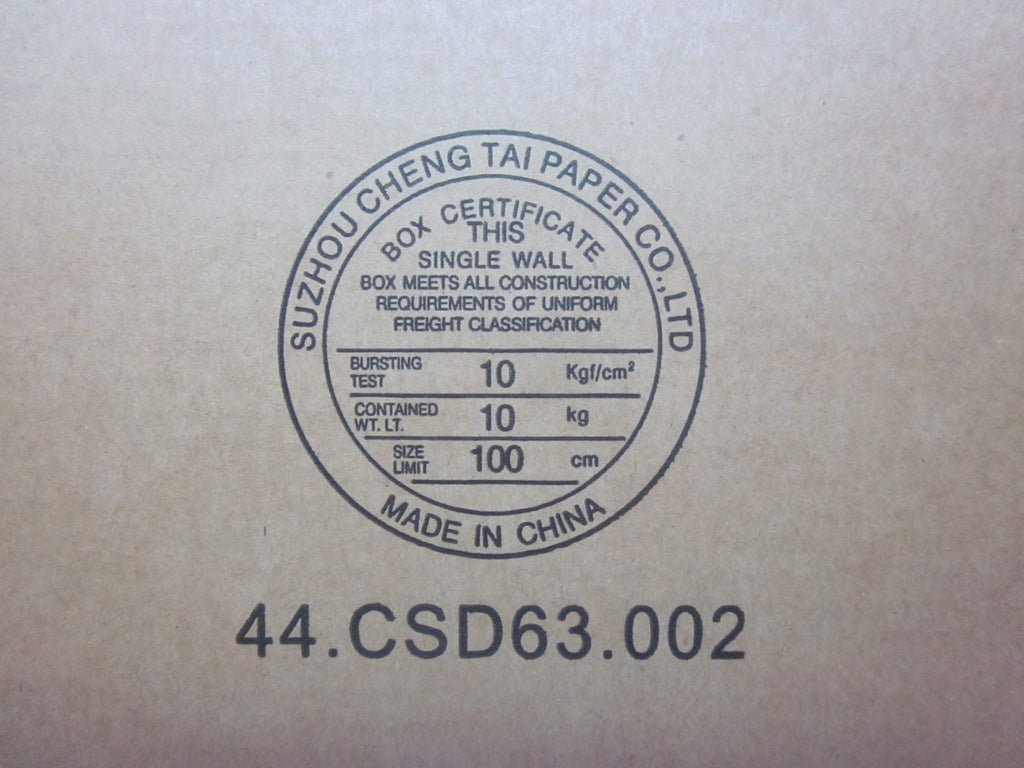 SUZHOU CHENG TAI PAPER CO.,LTD
BOX CERTIFICATE
THIS
SINGLE WALL
BOX MEETS ALL CONSTRUCTION
REQUIREMENTS OF UNIFORM
FREIGHT CLASSIFICATION
BURSTING TEST 10 Kgf/cm²
CONTAINED WT. LT. 10 kg
SIZE LIMIT 100 cm
MADE IN CHINA
44.CSD63.002